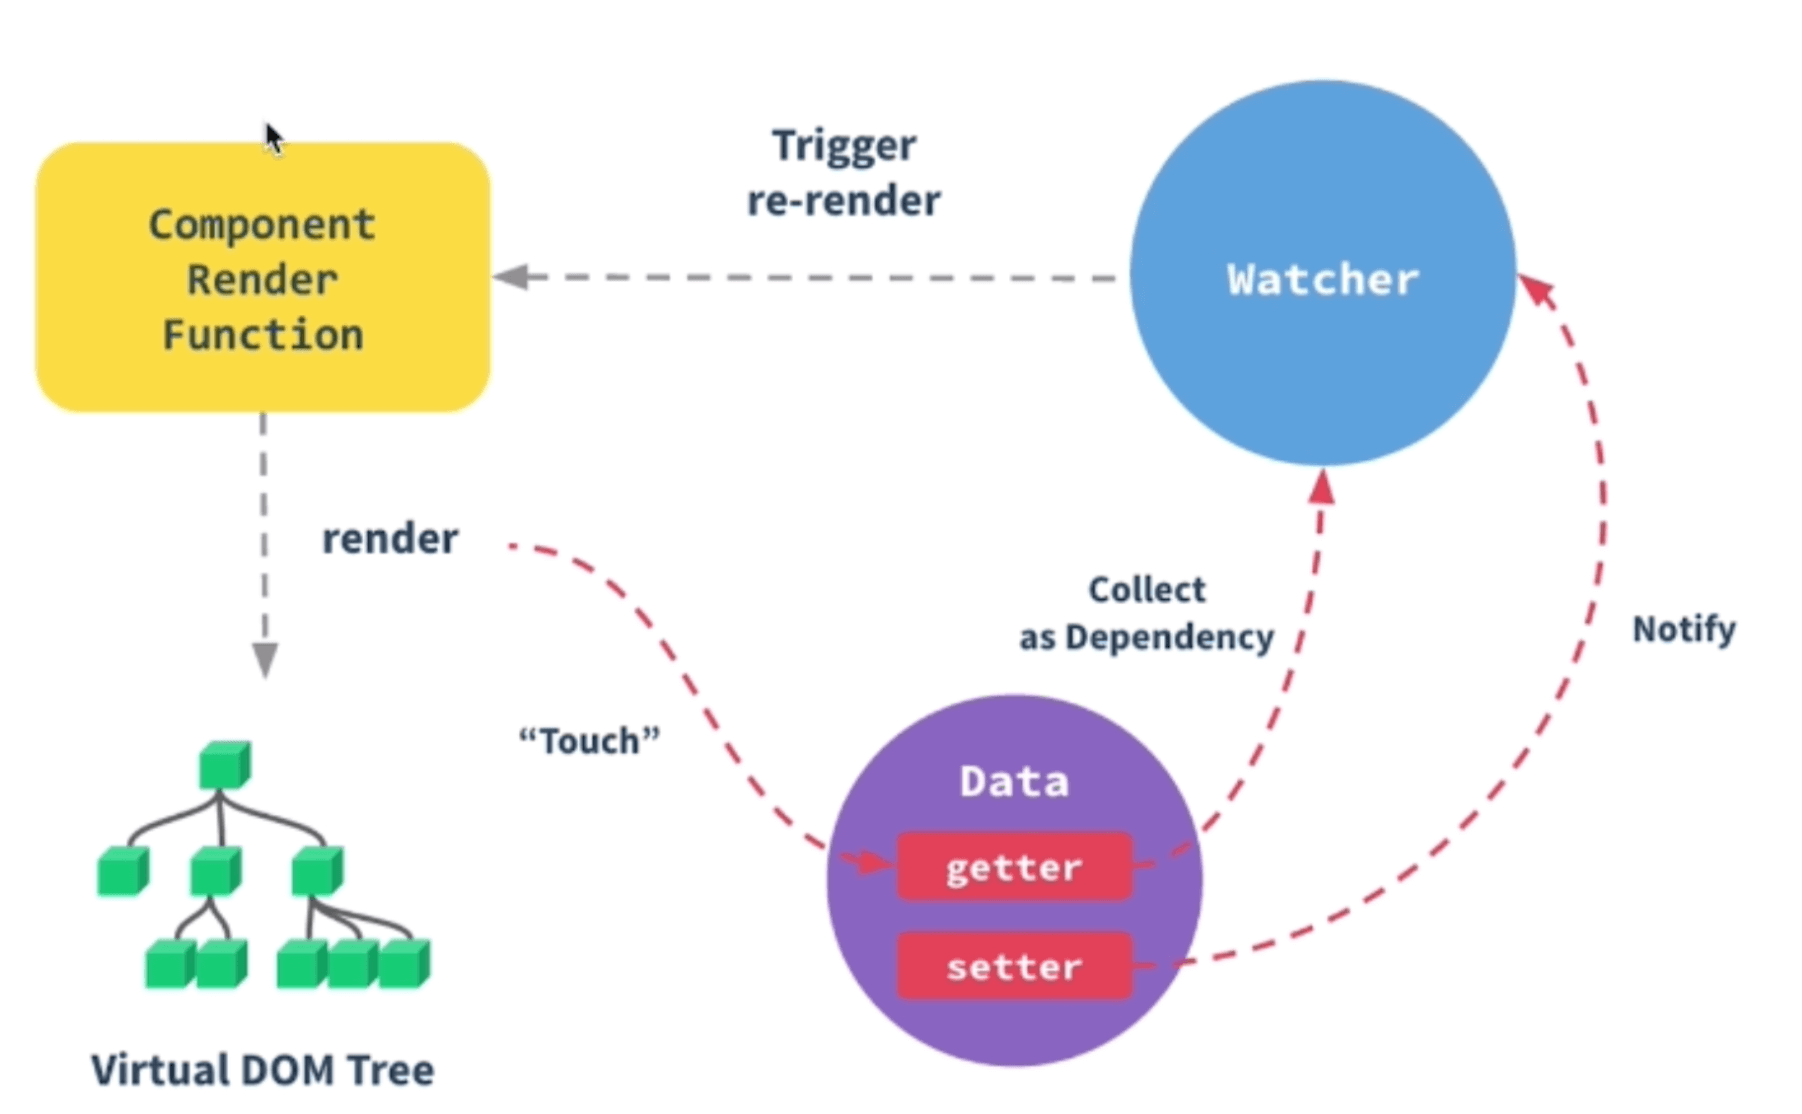 Trigger
re-render
Component
Render
Function
Watcher
render
Collect
as Dependency
Notify
“Touch”
Data
getter
setter
Virtual DOM Tree